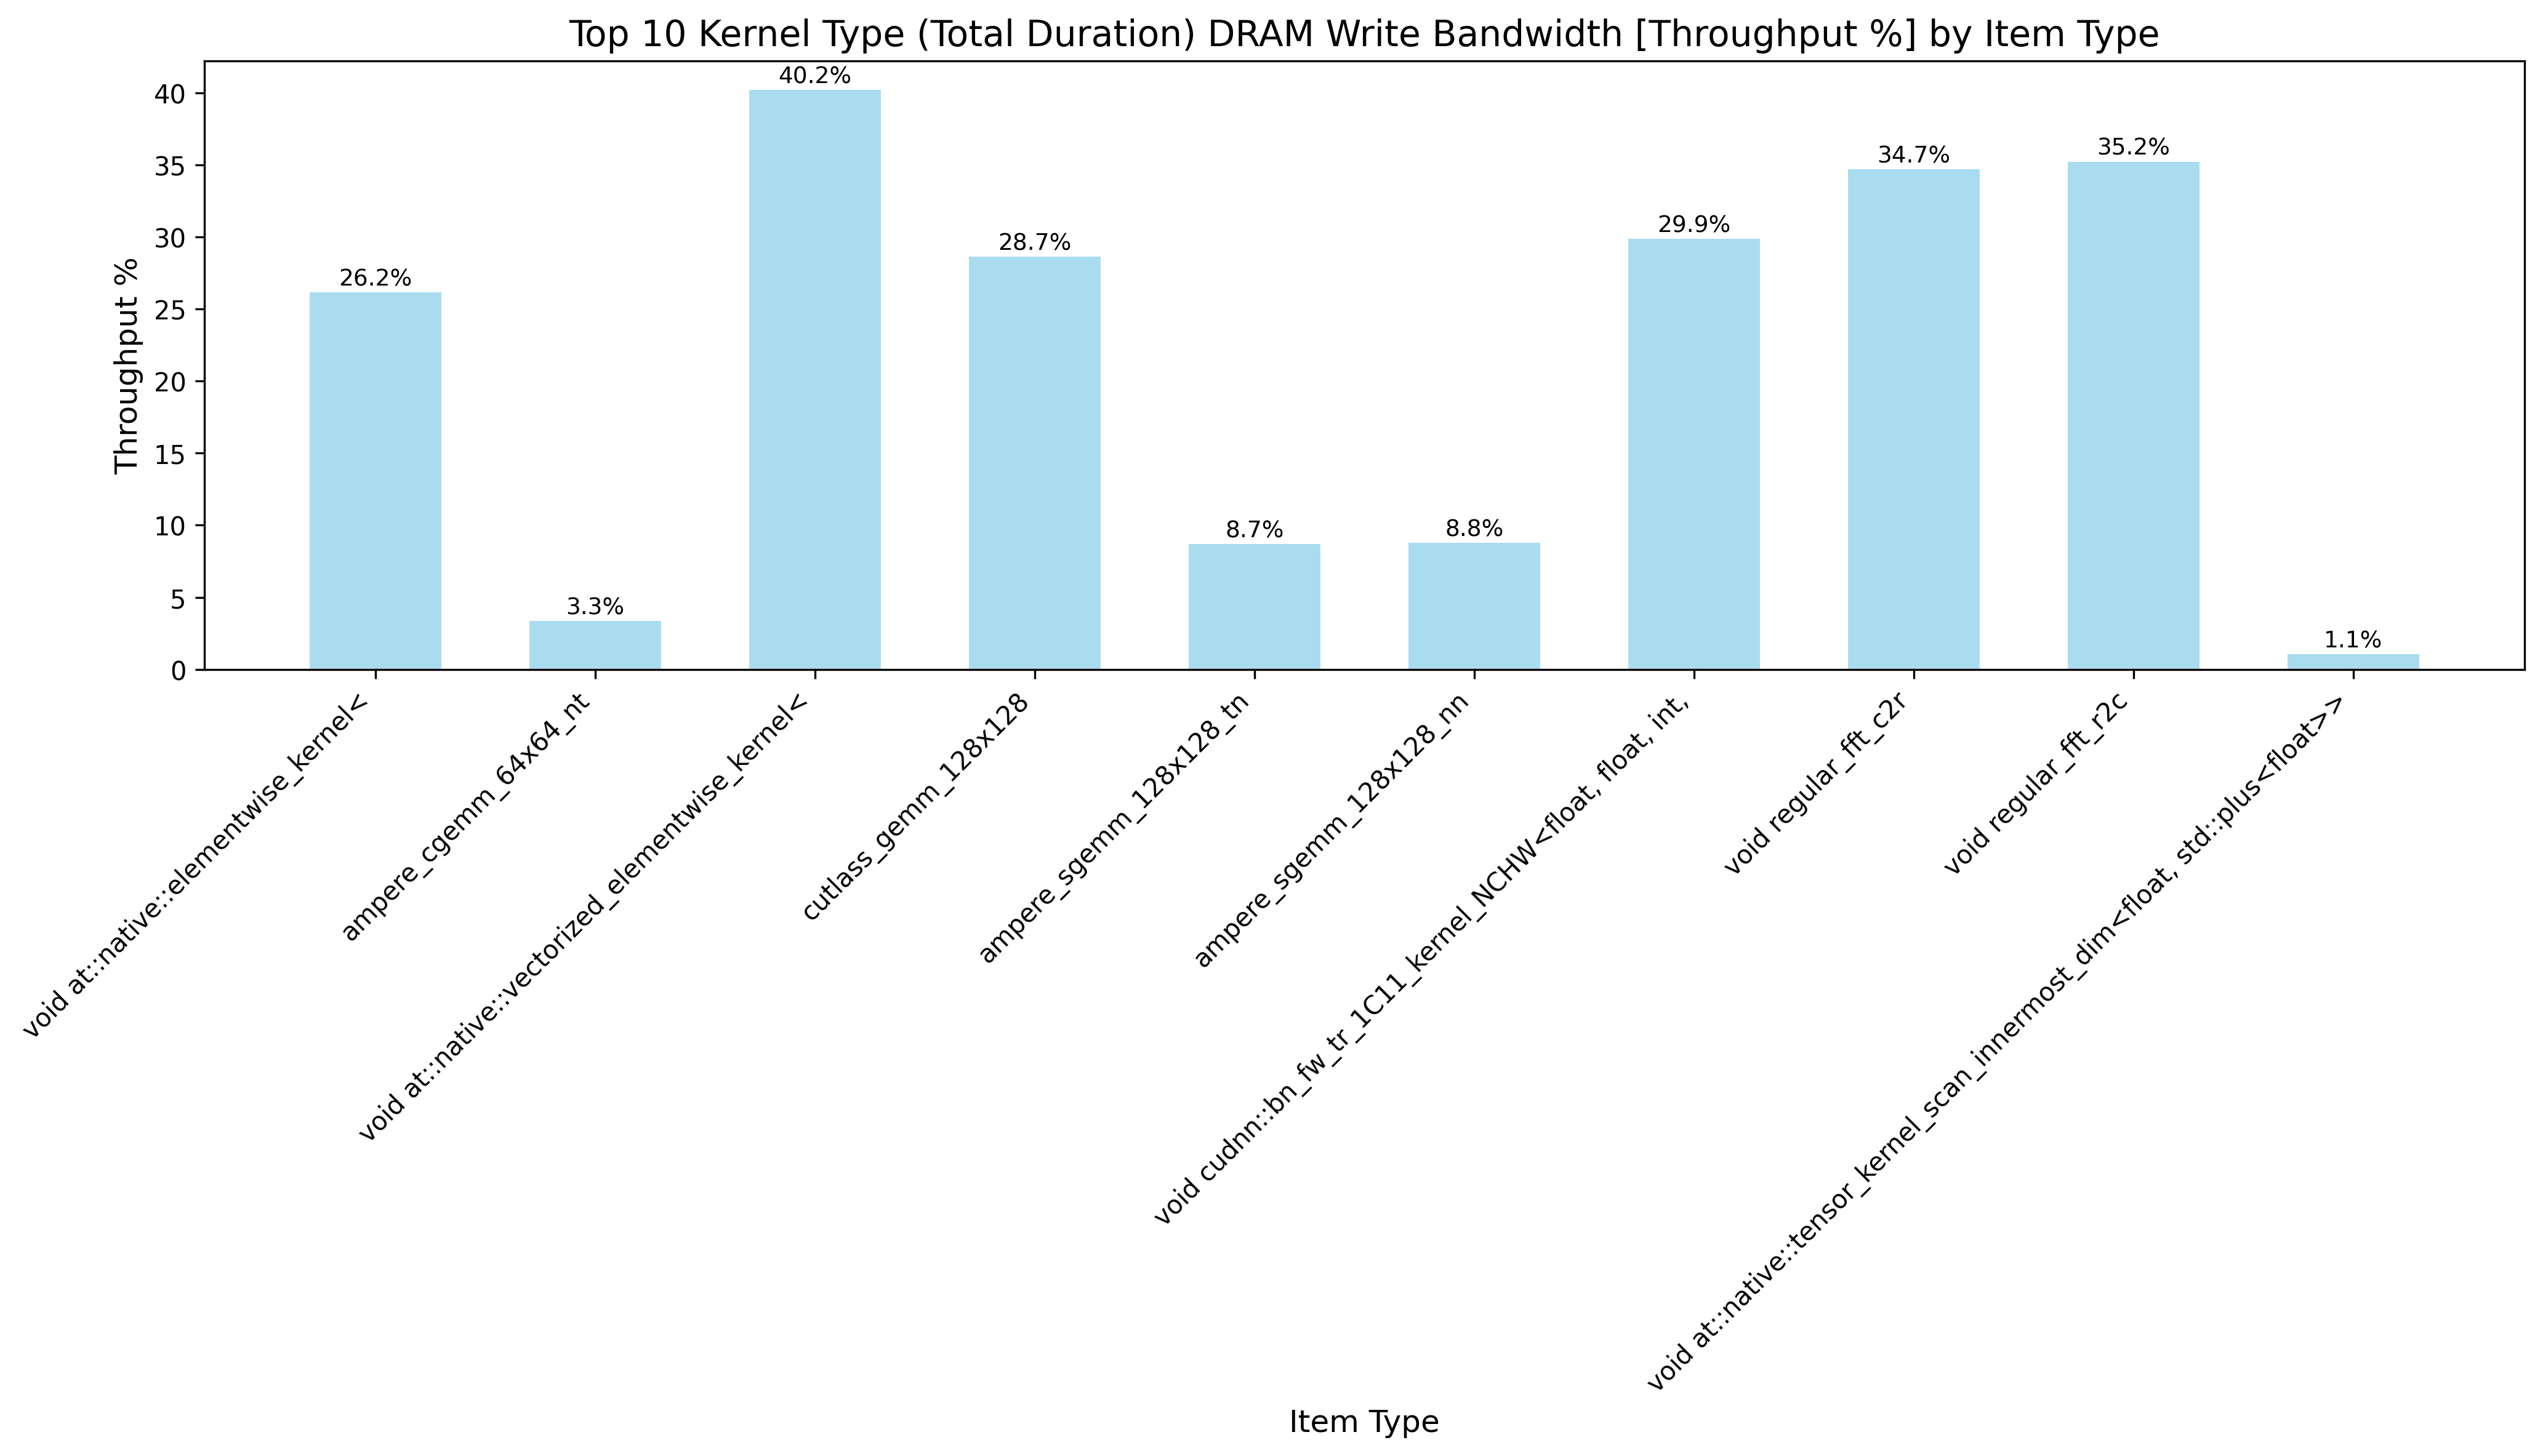 Top 10 Kernel Type (Total Duration) DRAM Write Bandwidth [Throughput %] by Item Type
Throughput %
40
35
30
25
20
15
10
5
0
26.2%
3.3%
40.2%
28.7%
8.7%
8.8%
29.9%
34.7%
35.2%
1.1%
void at::native::elementwise_kernel<
ampere_cgemm_64x64_nt
void at::native::vectorized_elementwise_kernel<
cutlass_gemm_128x128
ampere_sgemm_128x128_tn
ampere_sgemm_128x128_nn
void cudnn::bn_fw_tr_1C11_kernel_NCHW<float, float, int,
void regular_fft_c2r
void regular_fft_r2c
void at::native::tensor_kernel_scan_innermost_dim<float, std::plus<float>>
Item Type